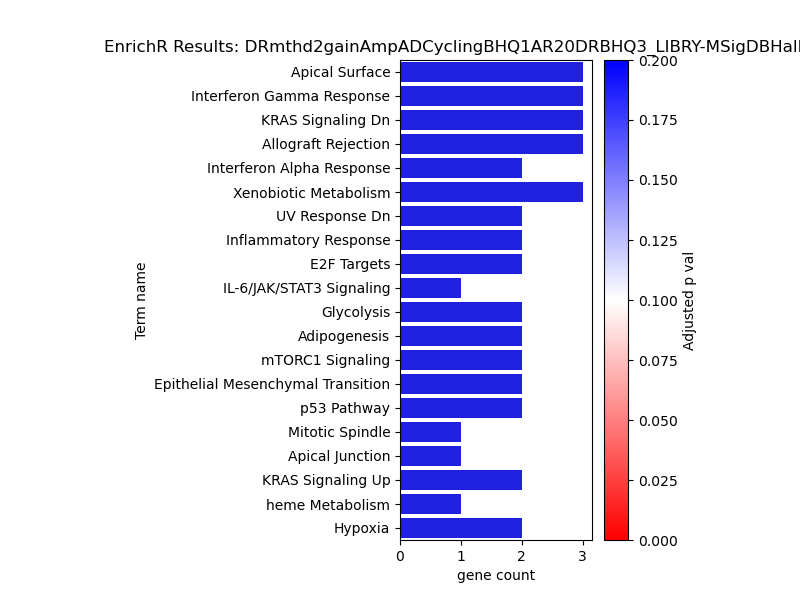 EnrichR Results: DRmthd2gainAmpADCyclingBHQ1AR20DRBHQ3_LIBRY-MSigDBHall
Apical Surface
Interferon Gamma Response
KRAS Signaling Dn
Allograft Rejection
Interferon Alpha Response
Xenobiotic Metabolism
UV Response Dn
Inflammatory Response
E2F Targets
IL-6/JAK/STAT3 Signaling
Glycolysis
Adipogenesis
mTORC1 Signaling
Epithelial Mesenchymal Transition
p53 Pathway
Mitotic Spindle
Apical Junction
KRAS Signaling Up
heme Metabolism
Hypoxia
Term name
0 1 2 3
gene count
0.200
0.175
0.150
0.125
0.100
0.075
0.050
0.025
0.000
Adjusted p val